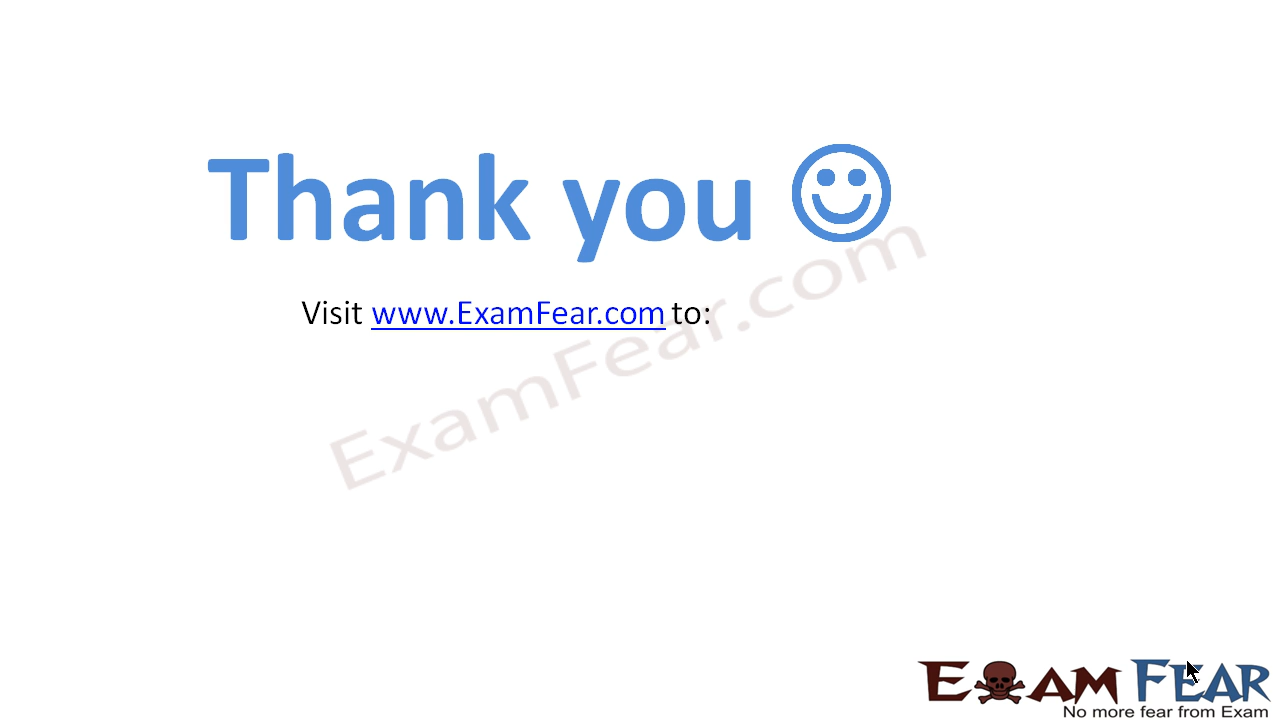 Thank you ☺
Visit www.ExamFear.com to:
ExamFear.com
EXAM FEAR
No more fear from Exam